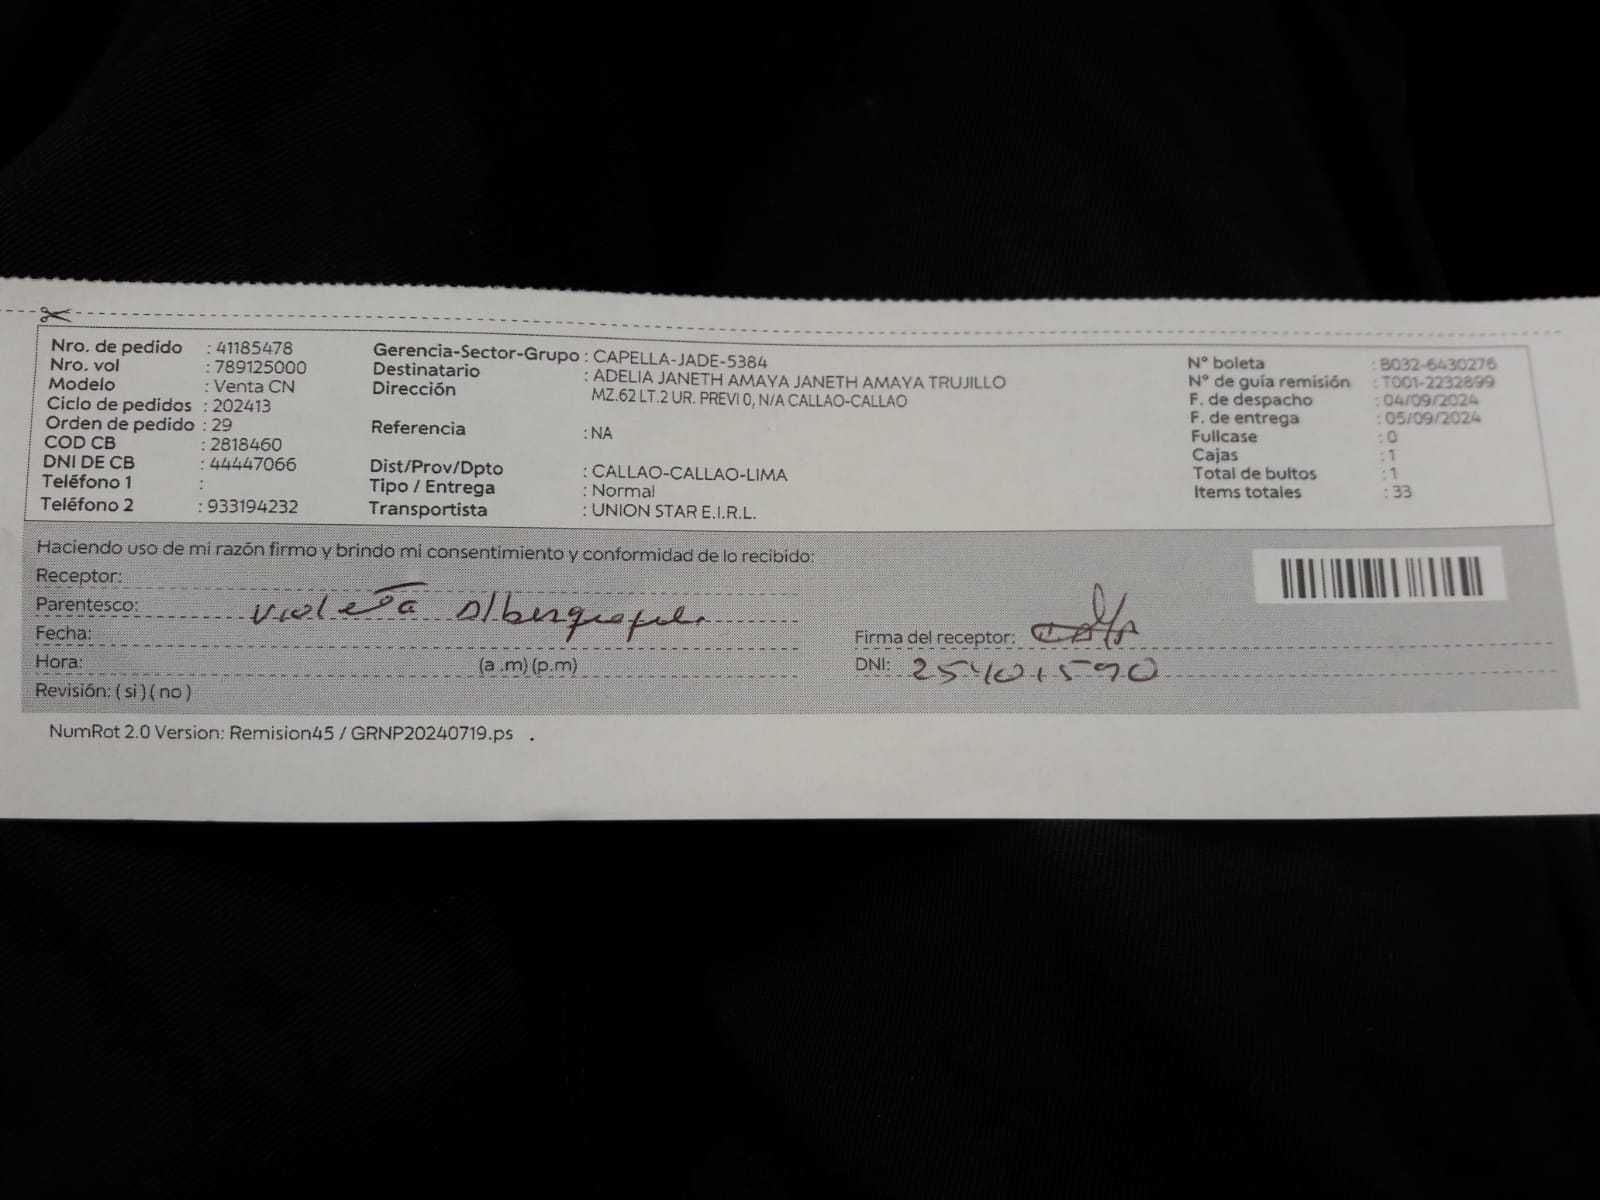 Nro. de pedido : 41185478
Nro. vol : 789125000
Modelo : Venta CN
Ciclo de pedidos : 202413
Orden de pedido : 29
COD CB : 2818460
DNI DE CB : 44447066
Teléfono 1 :
Teléfono 2 : 933194232
Gerencia-Sector-Grupo : CAPELLA-JADE-5384
Destinatario : ADELIA JANETH AMAYA JANETH AMAYA TRUJILLO
Dirección MZ.62 LT.2 UR. PREVI 0, N/A CALLAO-CALLAO
Referencia : NA
Dist/Prov/Dpto : CALLAO-CALLAO-LIMA
Tipo / Entrega : Normal
Transportista : UNION STAR E.I.R.L.
N° boleta : B032-6430276
N° de guía remisión : T001-2232899
F. de despacho : 04/09/2024
F. de entrega : 05/09/2024
Fullcase : 0
Cajas : 1
Total de bultos : 1
Items totales : 33
Haciendo uso de mi razón firmo y brindo mi consentimiento y conformidad de lo recibido:
Receptor:
Parentesco: violeta
Fecha:
Hora: (a .m) (p.m)
Revisión: ( si ) ( no )
Firma del receptor:
DNI: 25401590
NumRot 2.0 Version: Remision45 / GRNP20240719.ps .